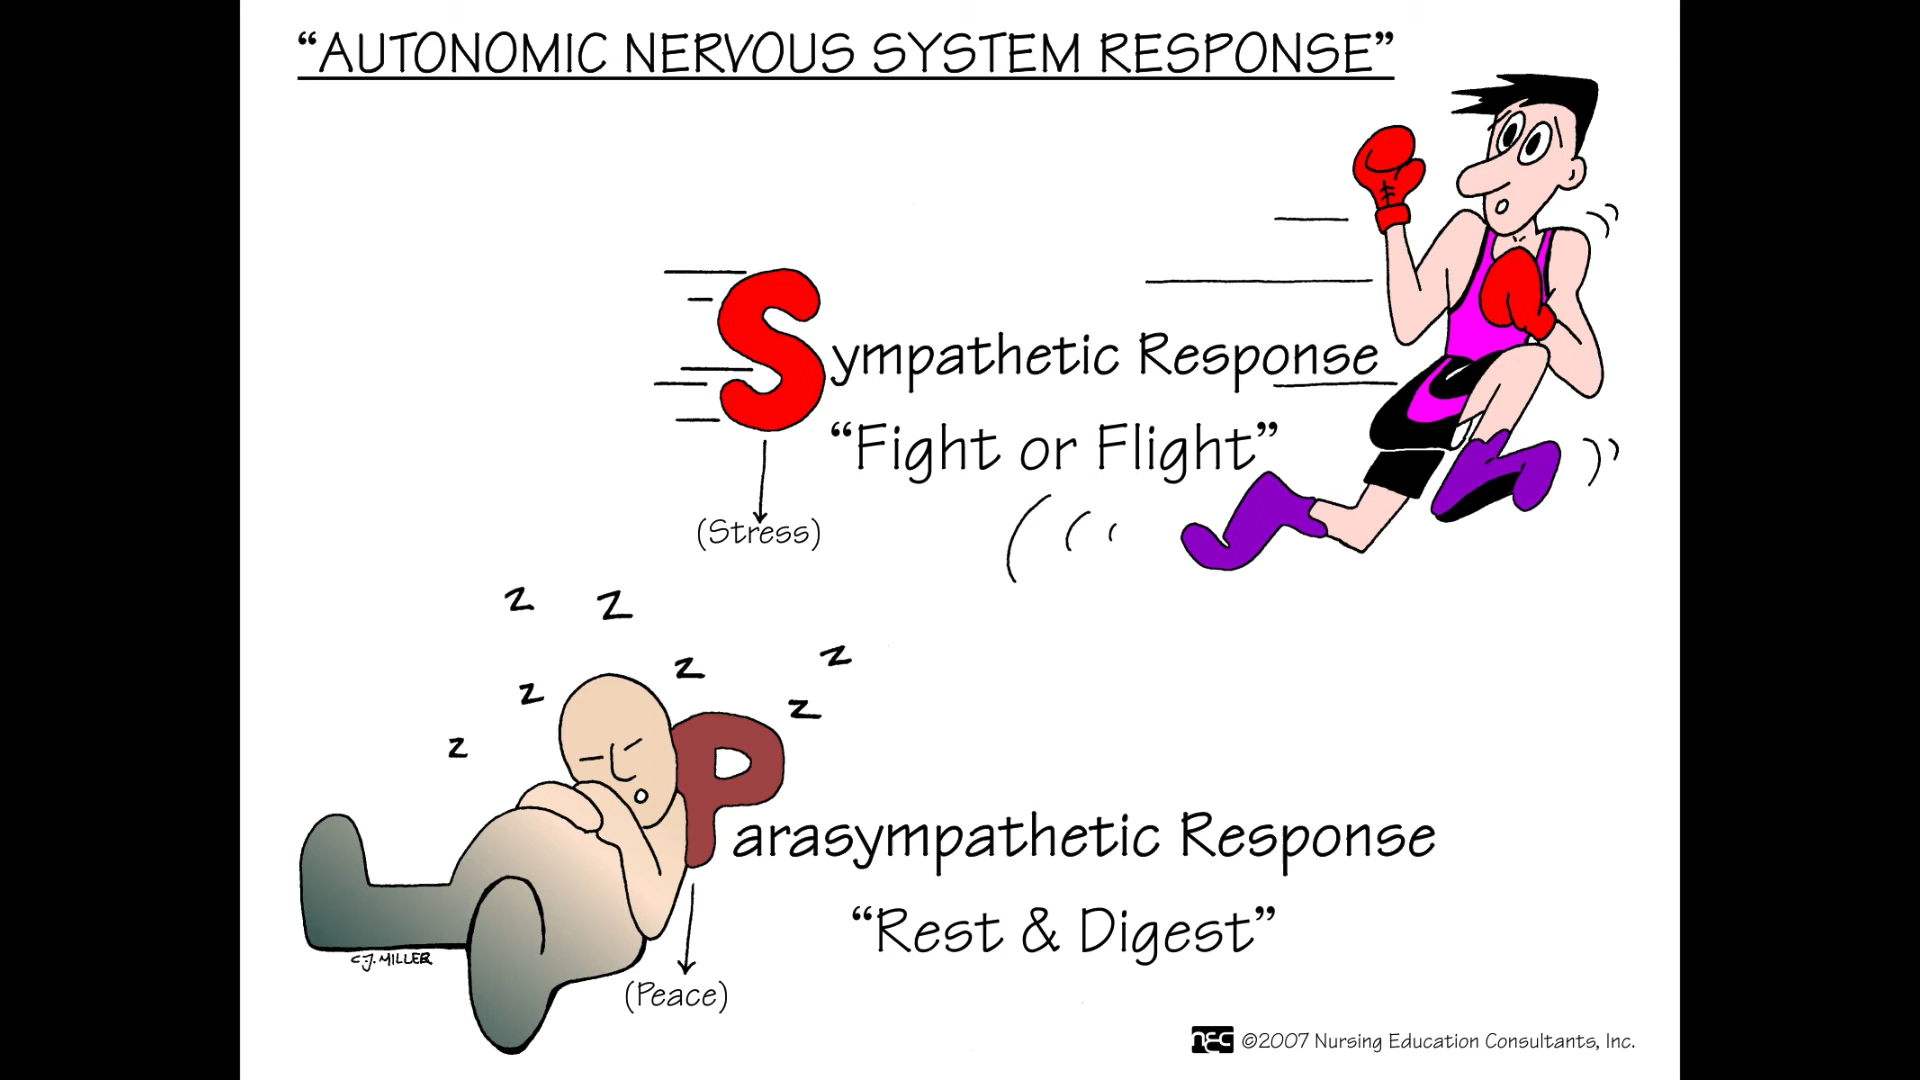 “AUTONOMIC NERVOUS SYSTEM RESPONSE”
Sympathetic Response
“Fight or Flight”
(Stress)
z z
z z
z z
z
Parasympathetic Response
“Rest & Digest”
C.J. MILLER
(Peace)
nec ©2007 Nursing Education Consultants, Inc.